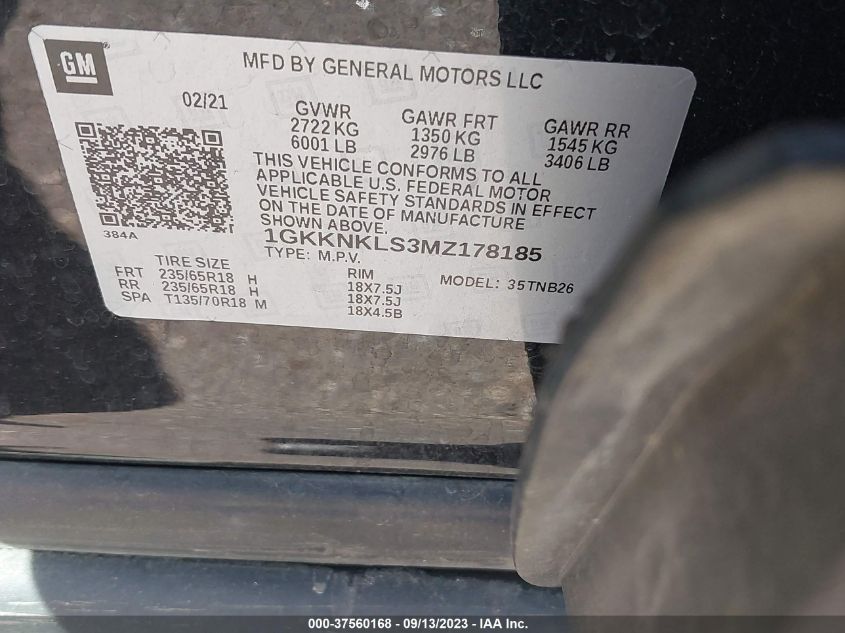 GM
MFD BY GENERAL MOTORS LLC
02/21
GVWR
2722 KG
6001 LB
GAWR FRT
1350 KG
2976 LB
GAWR RR
1545 KG
3406 LB
THIS VEHICLE CONFORMS TO ALL
APPLICABLE U.S. FEDERAL MOTOR
VEHICLE SAFETY STANDARDS IN EFFECT
ON THE DATE OF MANUFACTURE
SHOWN ABOVE.
384A
1GKKNKLS3MZ178185
TYPE: M.P.V.
MODEL: 35TNB26
TIRE SIZE
FRT 235/65R18 H
RR 235/65R18 H
SPA T135/70R18 M
RIM
18X7.5J
18X7.5J
18X4.5B
000-37560168 - 09/13/2023 - IAA Inc.